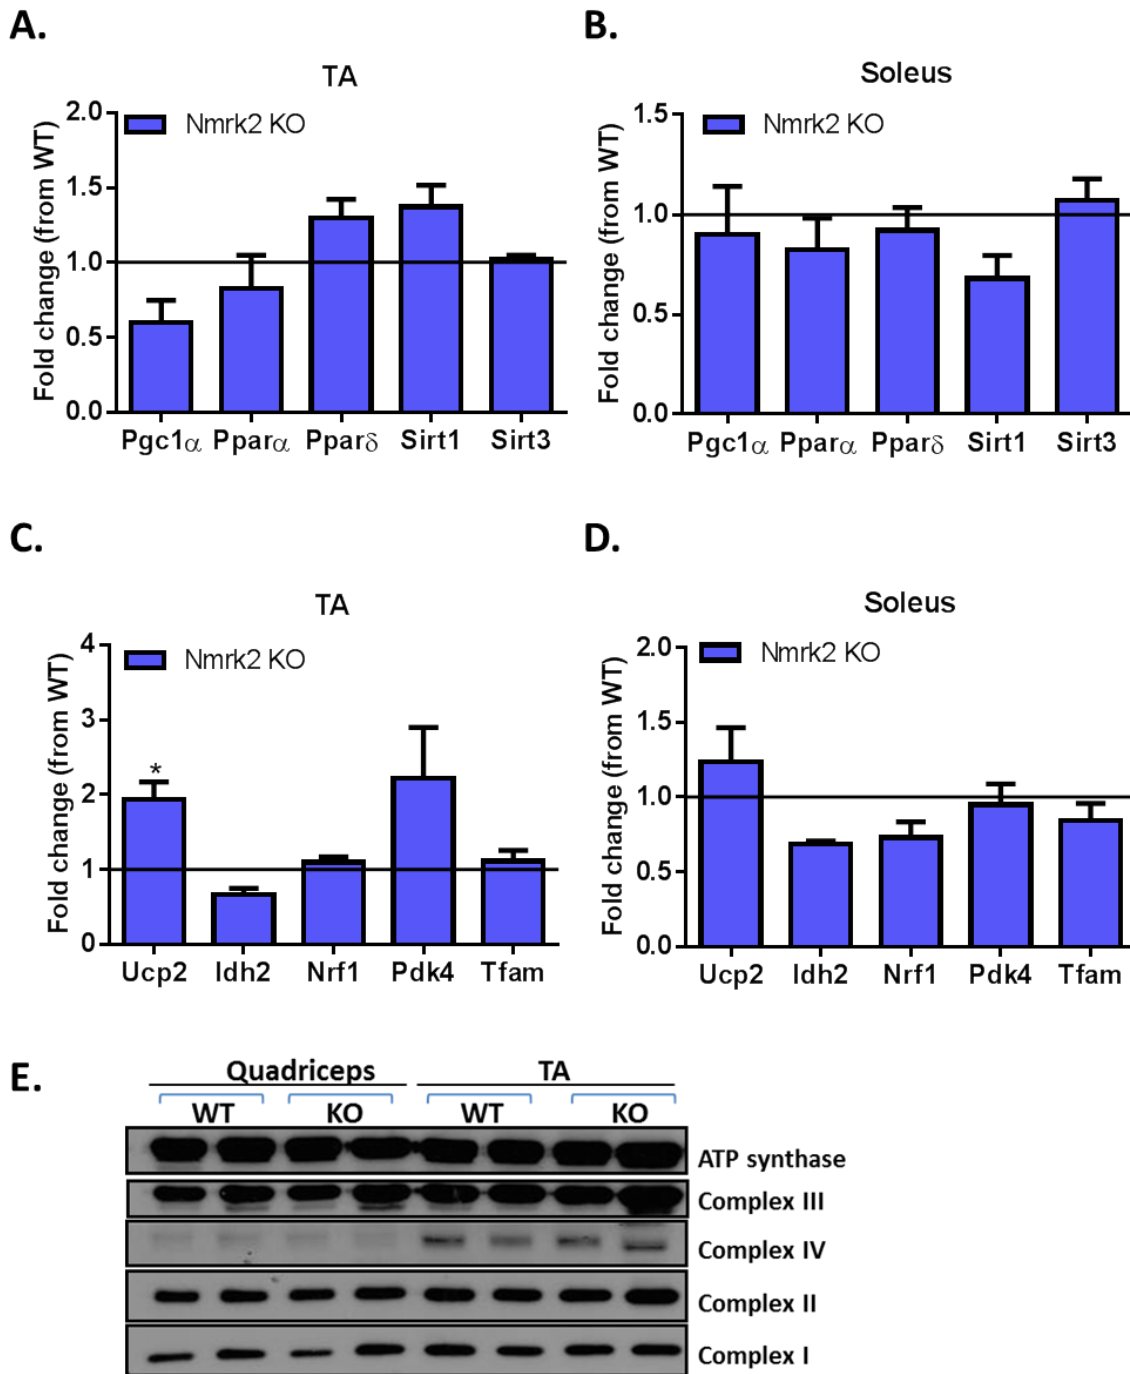 A.
TA
Nmrk2 KO
Fold change (from WT)
2.0
1.5
1.0
0.5
0.0
Pgc1α Pparα Pparδ Sirt1 Sirt3
B.
Soleus
Nmrk2 KO
Fold change (from WT)
1.5
1.0
0.5
0.0
Pgc1α Pparα Pparδ Sirt1 Sirt3
C.
TA
Nmrk2 KO
Fold change (from WT)
4
3
2
1
0
*
Ucp2 Idh2 Nrf1 Pdk4 Tfam
D.
Soleus
Nmrk2 KO
Fold change (from WT)
2.0
1.5
1.0
0.5
0.0
Ucp2 Idh2 Nrf1 Pdk4 Tfam
E.
Quadriceps TA
WT KO WT KO
ATP synthase
Complex III
Complex IV
Complex II
Complex I